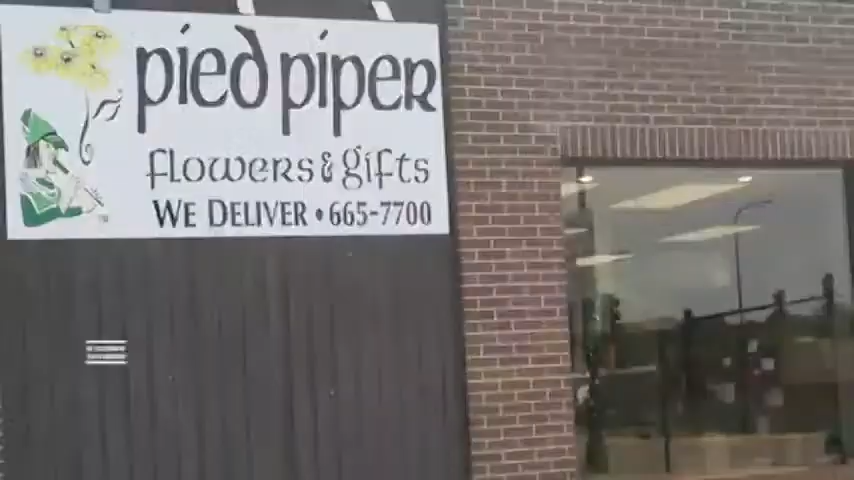 pied piper
flowers & gifts
WE DELIVER • 665-7700